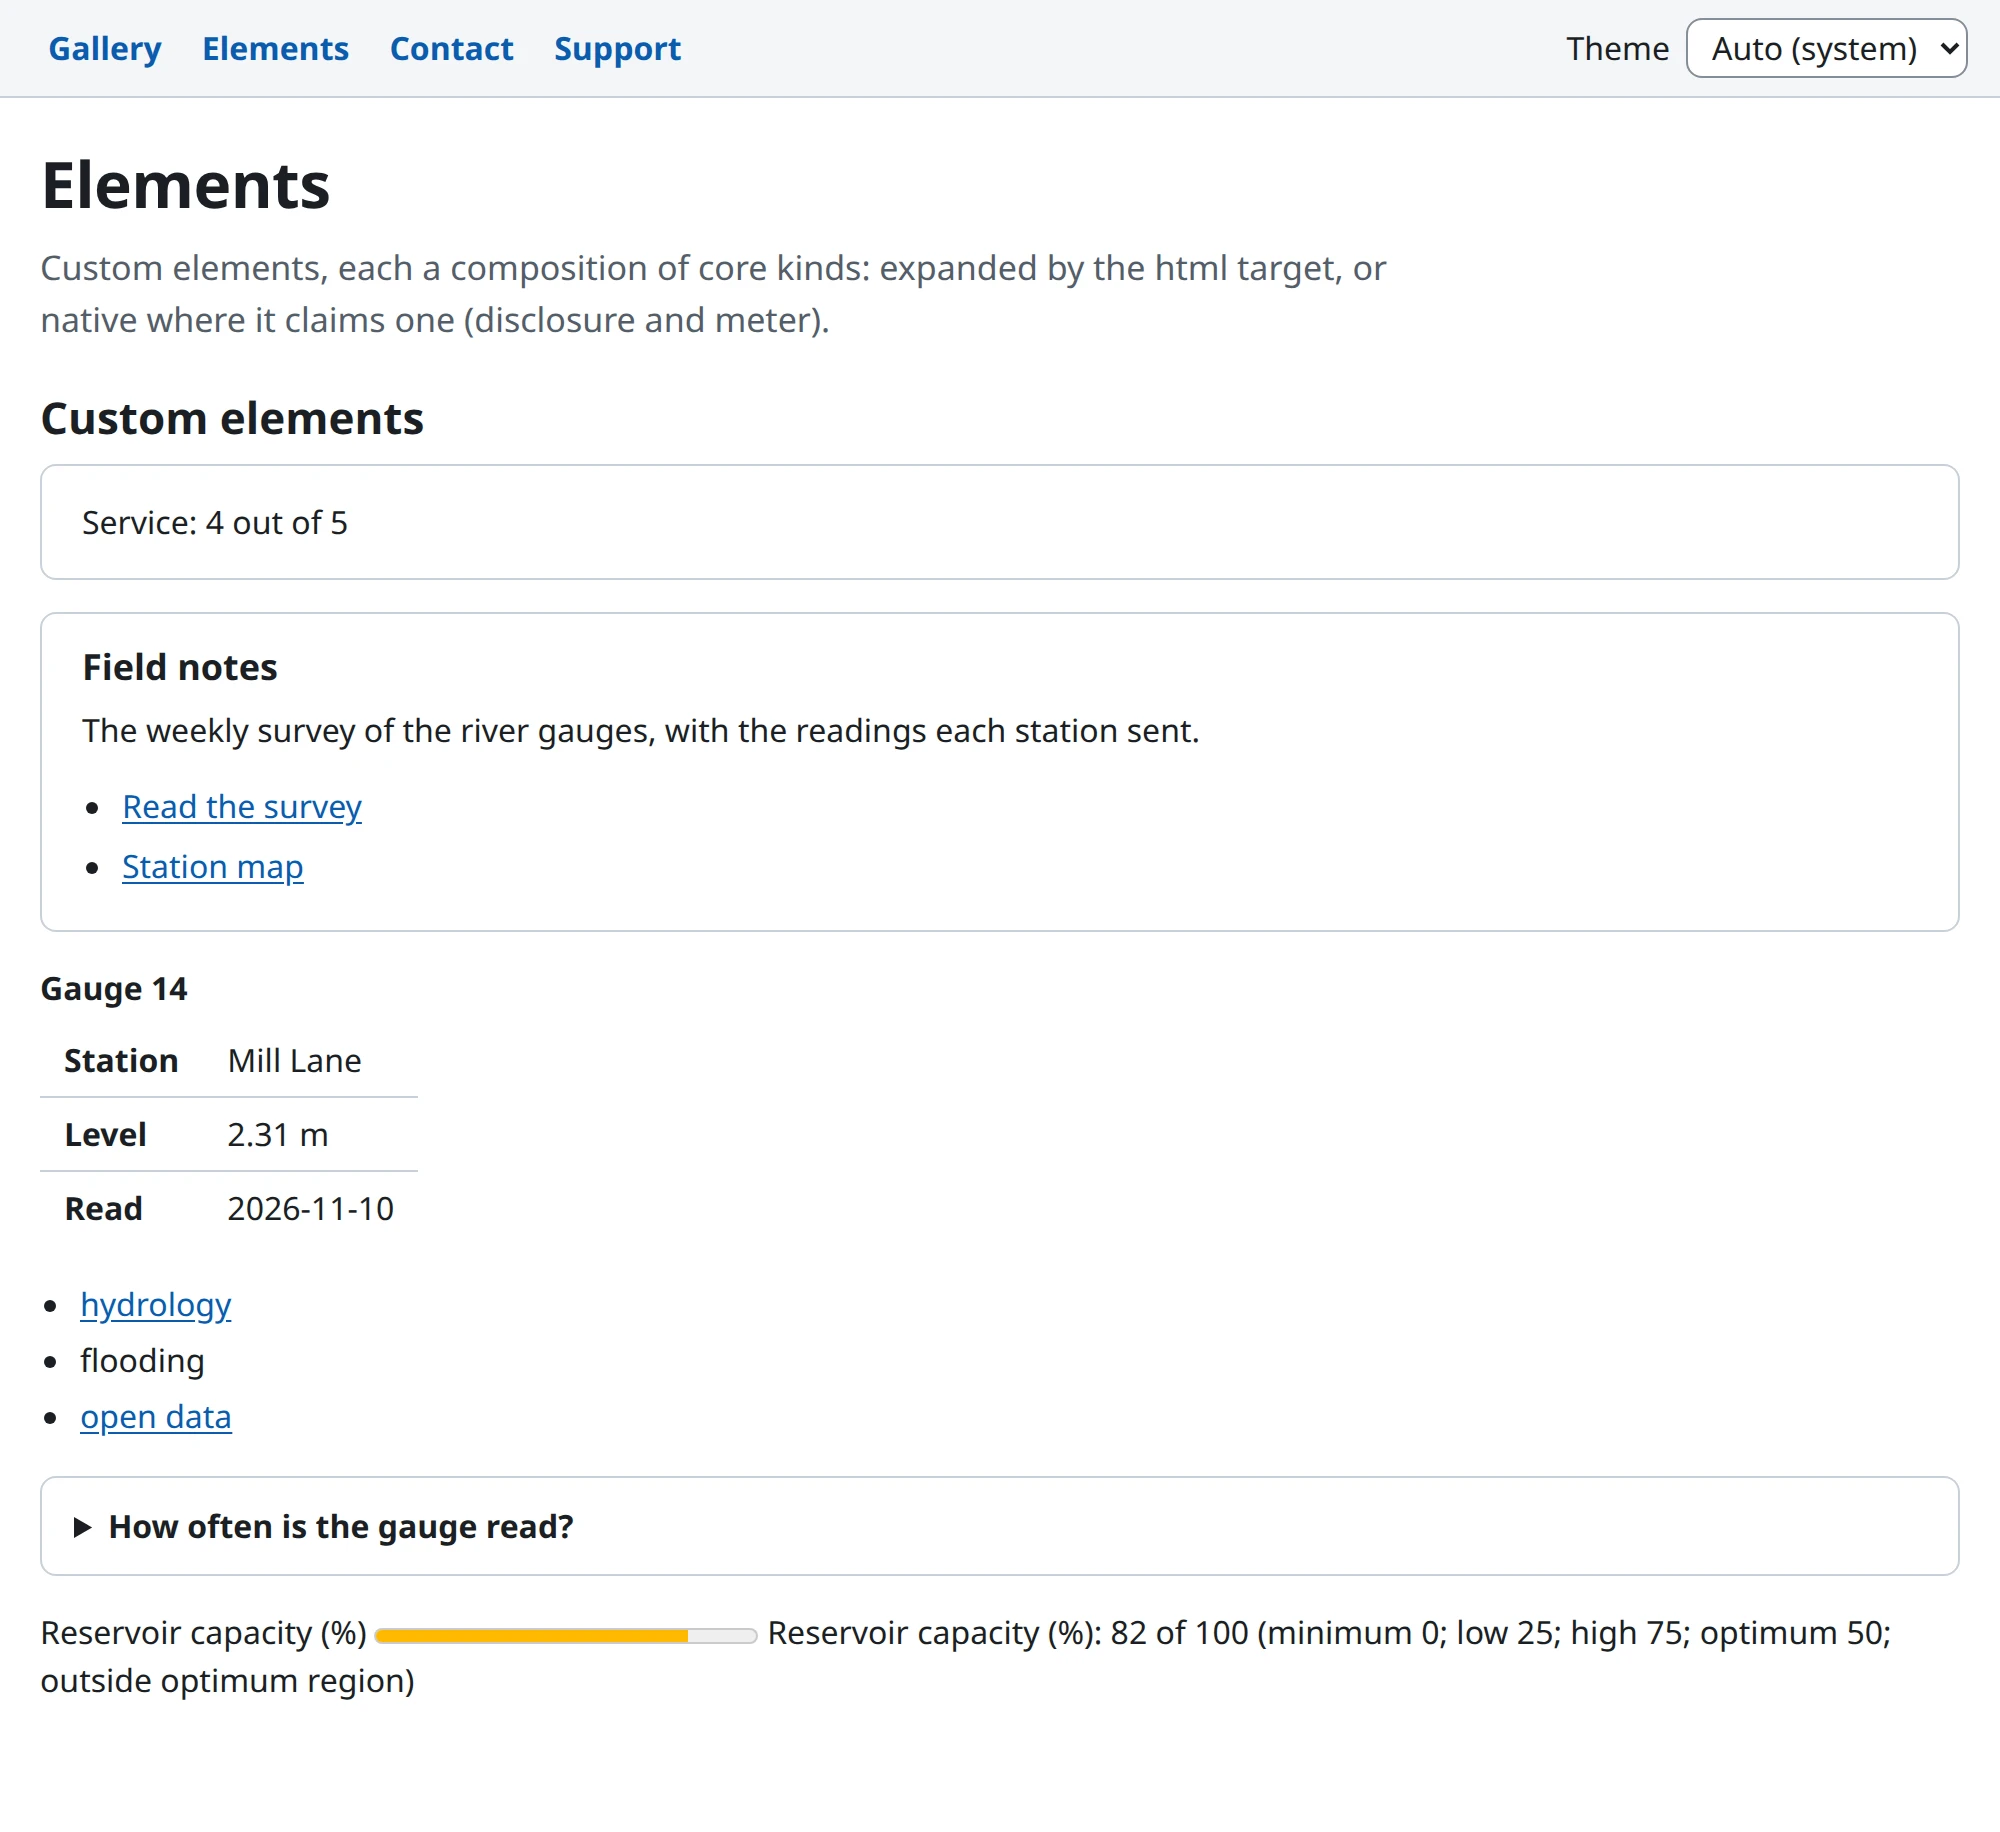 Gallery Elements Contact Support Theme Auto (system)
Elements
Custom elements, each a composition of core kinds: expanded by the html target, or
native where it claims one (disclosure and meter).
Custom elements
Service: 4 out of 5
Field notes
The weekly survey of the river gauges, with the readings each station sent.
Read the survey
Station map
Gauge 14
Station Mill Lane
Level 2.31 m
Read 2026-11-10
hydrology
flooding
open data
How often is the gauge read?
Reservoir capacity (%) Reservoir capacity (%): 82 of 100 (minimum 0; low 25; high 75; optimum 50;
outside optimum region)